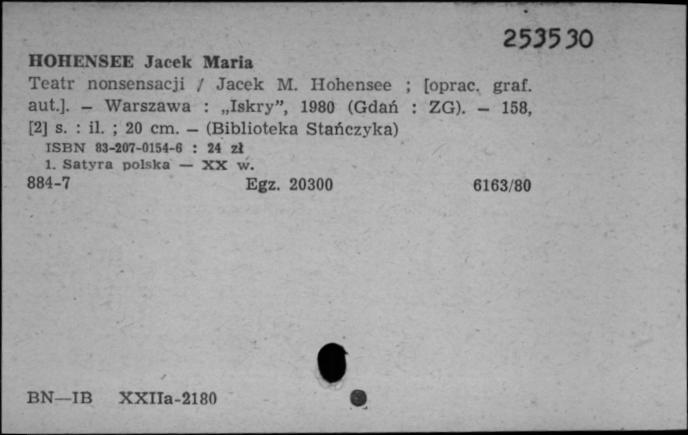 253530
HOHENSEE Jacek Maria
Teatr nonsensacji / Jacek M. Hohensee ; [oprac. graf.
aut.]. — Warszawa : „Iskry”, 1980 (Gdań : ZG). — 158,
[2] s. : il. ; 20 cm. — (Biblioteka Stańczyka)
ISBN 83-207-0154-6 : 24 zł
1. Satyra polska — XX w.
884-7 Egz. 20300 6163/80
BN—IB XXIIa-2180